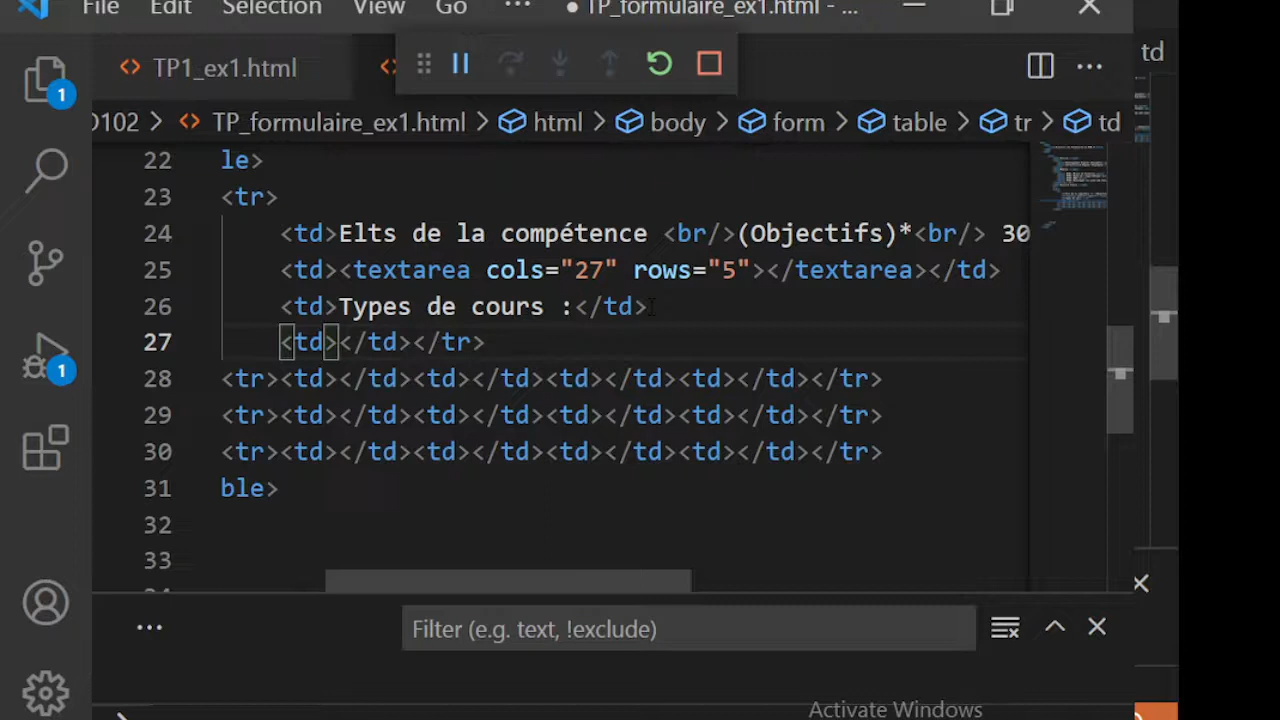 File Edit Selection View Go ··· ● TP_formulaire_ex1.html - ...
TP1_ex1.html
td
1
D102 > TP_formulaire_ex1.html > html > body > form > table > tr > td
22 le>
23 <tr>
24 <td>Elts de la compétence <br/>(Objectifs)*<br/> 30
25 <td><textarea cols="27" rows="5"></textarea></td>
26 <td>Types de cours :</td>
27 <td></td></tr>
28 <tr><td></td><td></td><td></td><td></td></tr>
29 <tr><td></td><td></td><td></td><td></td></tr>
30 <tr><td></td><td></td><td></td><td></td></tr>
31 ble>
32
33
1
Filter (e.g. text, !exclude)
Activate Windows